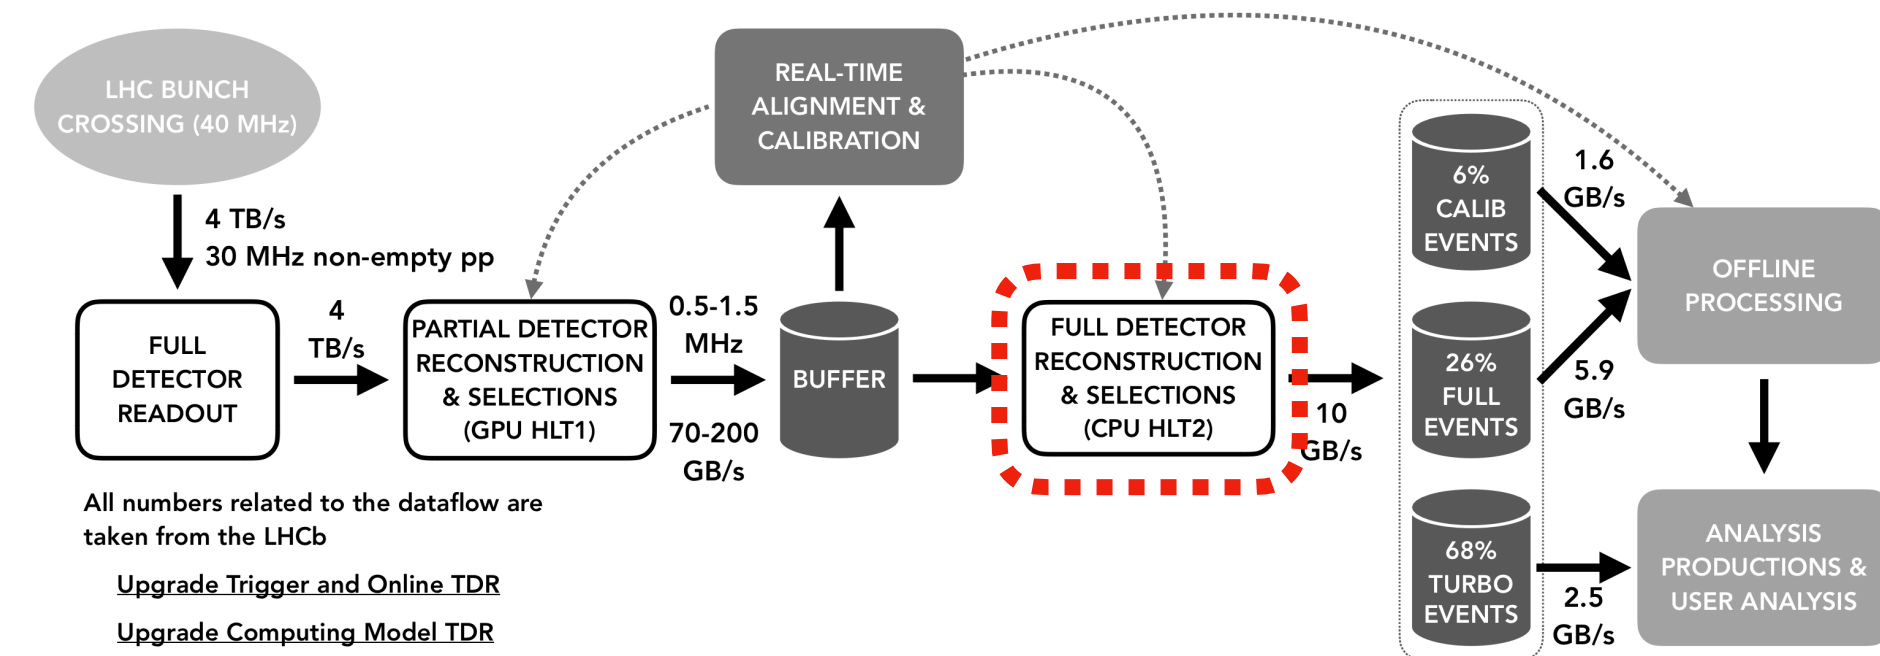 LHC BUNCH
CROSSING (40 MHz)
4 TB/s
30 MHz non-empty pp
FULL
DETECTOR
READOUT
4
TB/s
PARTIAL DETECTOR
RECONSTRUCTION
& SELECTIONS
(GPU HLT1)
0.5-1.5
MHz
70-200
GB/s
REAL-TIME
ALIGNMENT &
CALIBRATION
BUFFER
FULL DETECTOR
RECONSTRUCTION
& SELECTIONS
(CPU HLT2)
10
GB/s
6%
CALIB
EVENTS
26%
FULL
EVENTS
68%
TURBO
EVENTS
1.6
GB/s
5.9
GB/s
2.5
GB/s
OFFLINE
PROCESSING
ANALYSIS
PRODUCTIONS &
USER ANALYSIS
All numbers related to the dataflow are
taken from the LHCb
Upgrade Trigger and Online TDR
Upgrade Computing Model TDR